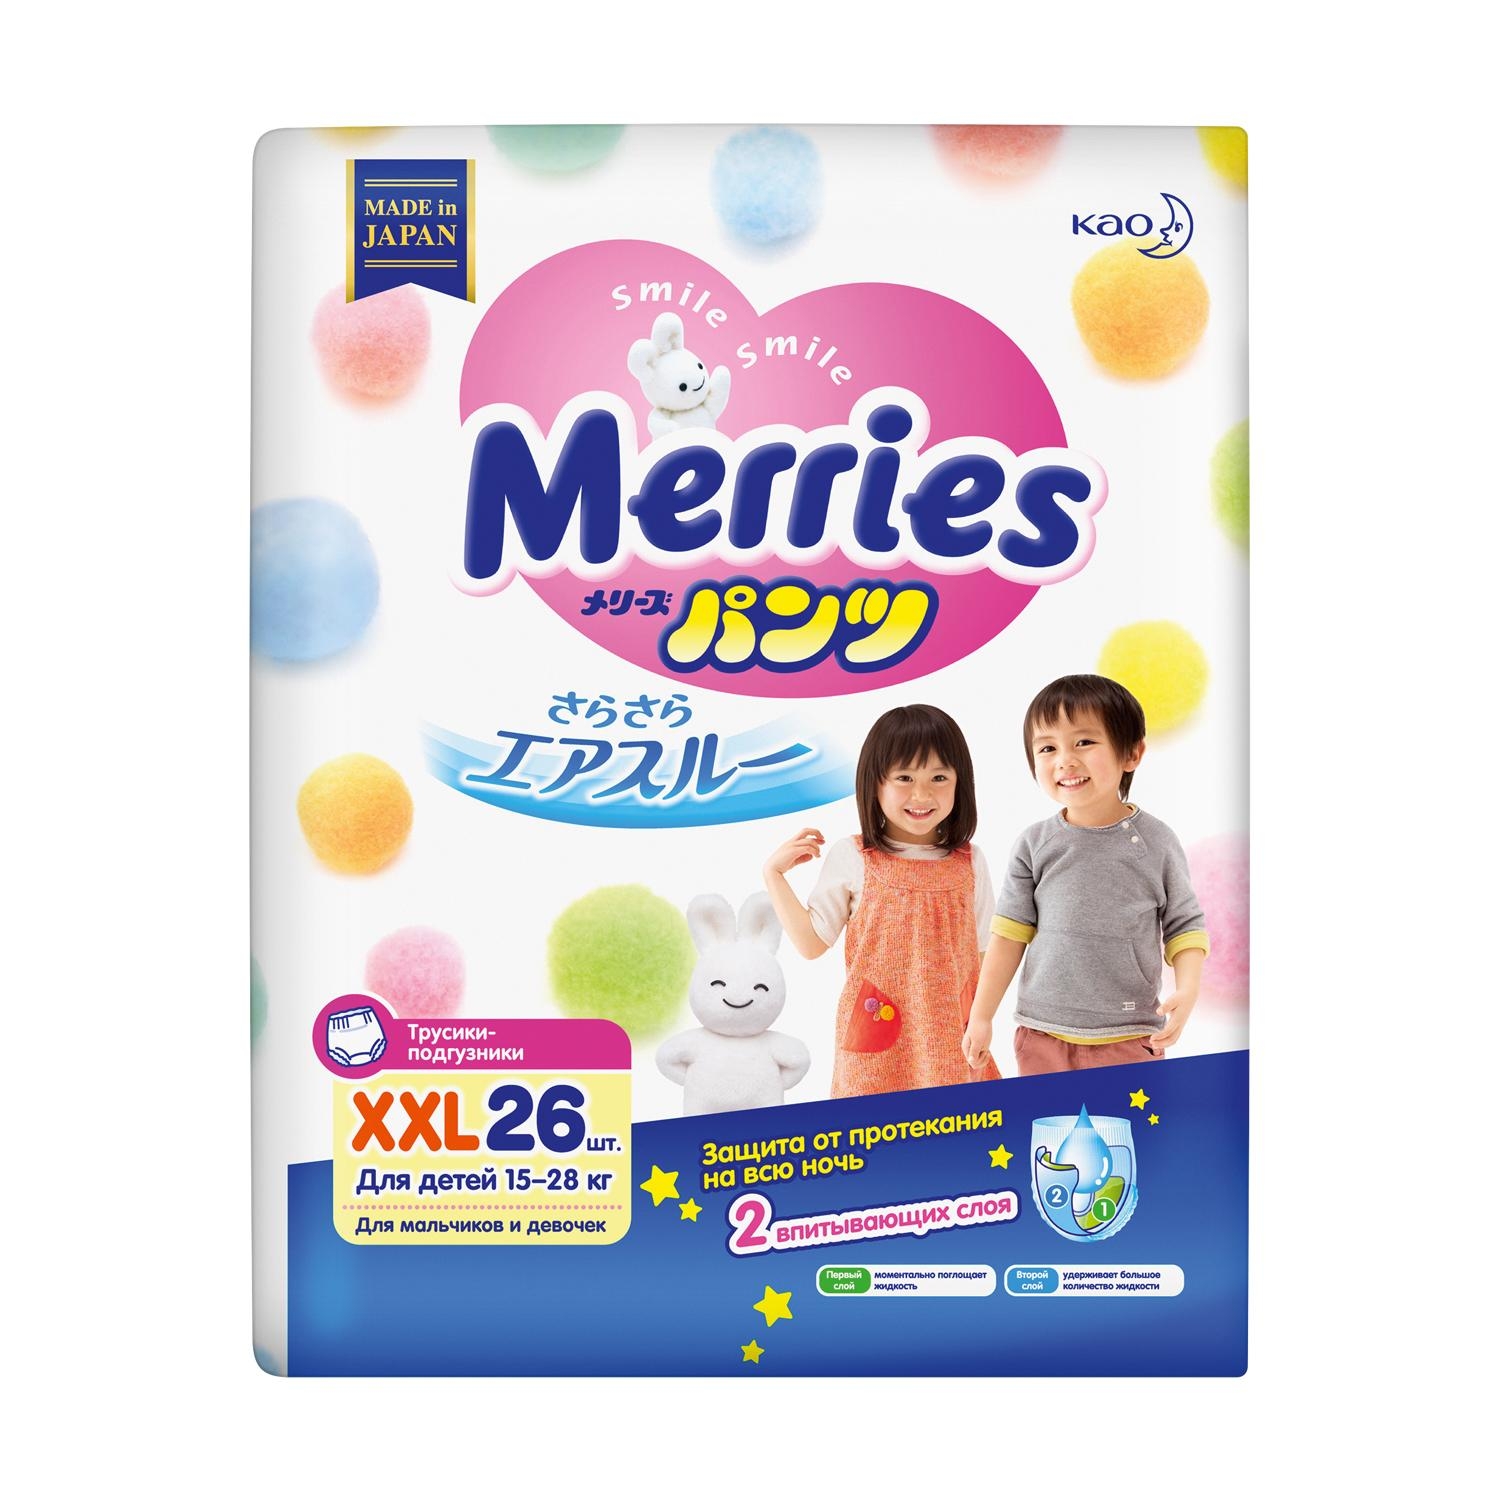 MADE in
JAPAN
Kao
Smile
Smile
Merries
メリーズ パンツ
さらさら
エアスルー
Трусики-
подгузники
XXL 26 шт.
Для детей 15–28 кг
Для мальчиков и девочек
Защита от протекания
на всю ночь
2 впитывающих слоя
2
1
Первый
слой
моментально поглощает
жидкость
Второй
слой
удерживает большое
количество жидкости